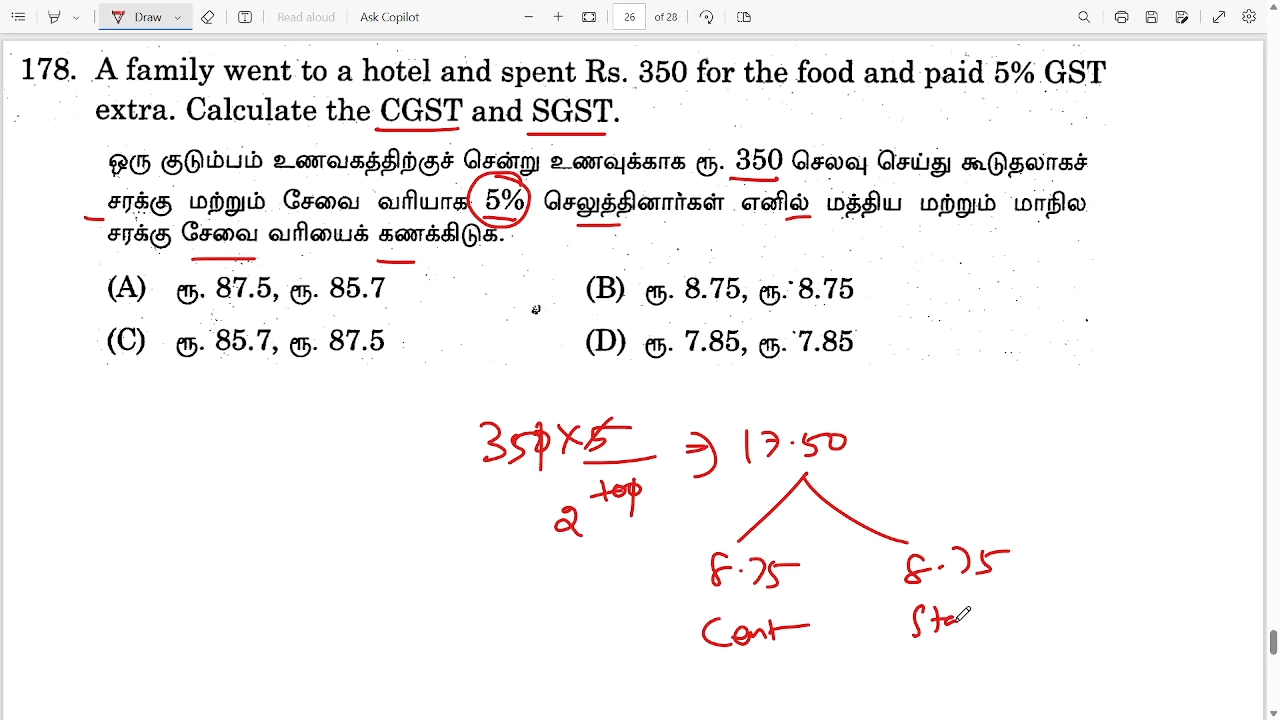 Draw
Read aloud
Ask Copilot
26 of 28
178. A family went to a hotel and spent Rs. 350 for the food and paid 5% GST
extra. Calculate the CGST and SGST.
ஒரு குடும்பம் உணவகத்திற்குச் சென்று உணவுக்காக ரூ. 350 செலவு செய்து கூடுதலாகச்
சரக்கு மற்றும் சேவை வரியாக 5% செலுத்தினார்கள் எனில் மத்திய மற்றும் மாநில
சரக்கு சேவை வரியைக் கணக்கிடுக.
(A) ரூ. 87.5, ரூ. 85.7
(B) ரூ. 8.75, ரூ. 8.75
(C) ரூ. 85.7, ரூ. 87.5
(D) ரூ. 7.85, ரூ. 7.85
350 × 5 ⇒ 17.50
100
2
8.75 8.75
Cent Sta